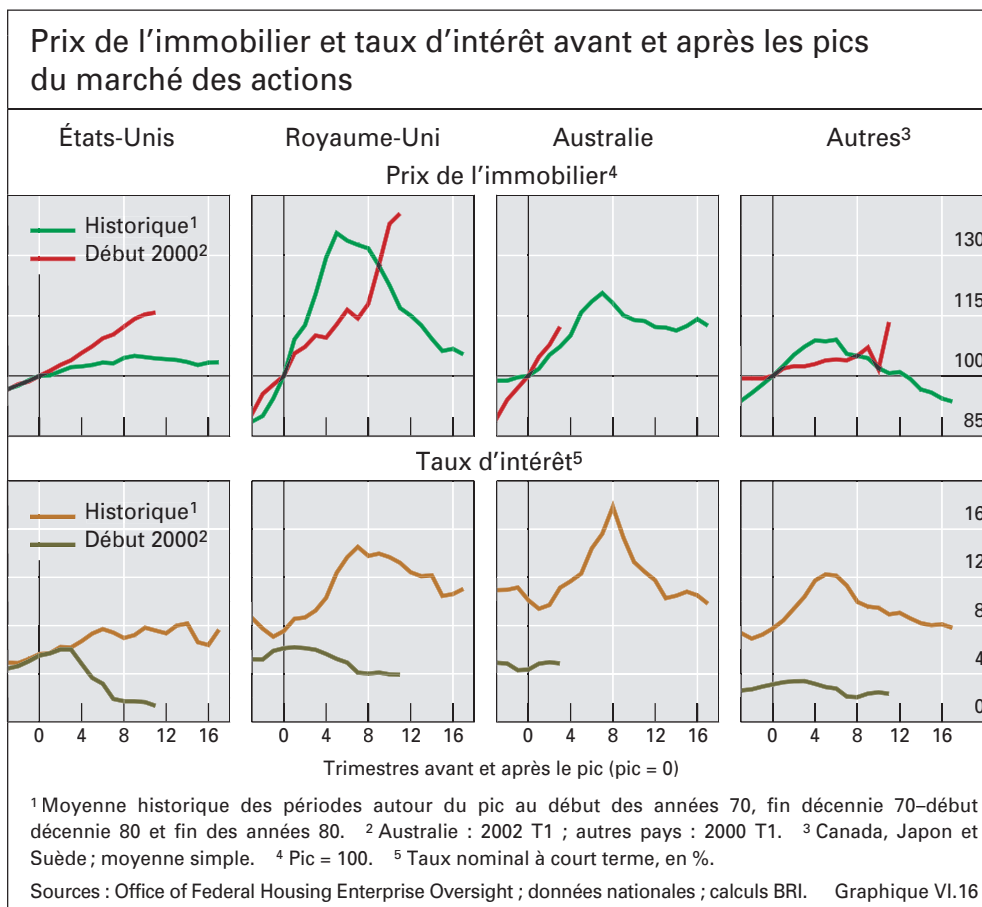 Prix de l'immobilier et taux d'intérêt avant et après les pics
du marché des actions
États-Unis Royaume-Uni Australie Autres³
Prix de l'immobilier⁴
Historique¹
Début 2000²
130
115
100
85
Taux d'intérêt⁵
Historique¹
Début 2000²
16
12
8
4
0
0 4 8 12 16 0 4 8 12 16 0 4 8 12 16 0 4 8 12 16
Trimestres avant et après le pic (pic = 0)
¹ Moyenne historique des périodes autour du pic au début des années 70, fin décennie 70–début
décennie 80 et fin des années 80. ² Australie : 2002 T1 ; autres pays : 2000 T1. ³ Canada, Japon et
Suède ; moyenne simple. ⁴ Pic = 100. ⁵ Taux nominal à court terme, en %.
Sources : Office of Federal Housing Enterprise Oversight ; données nationales ; calculs BRI. Graphique VI.16